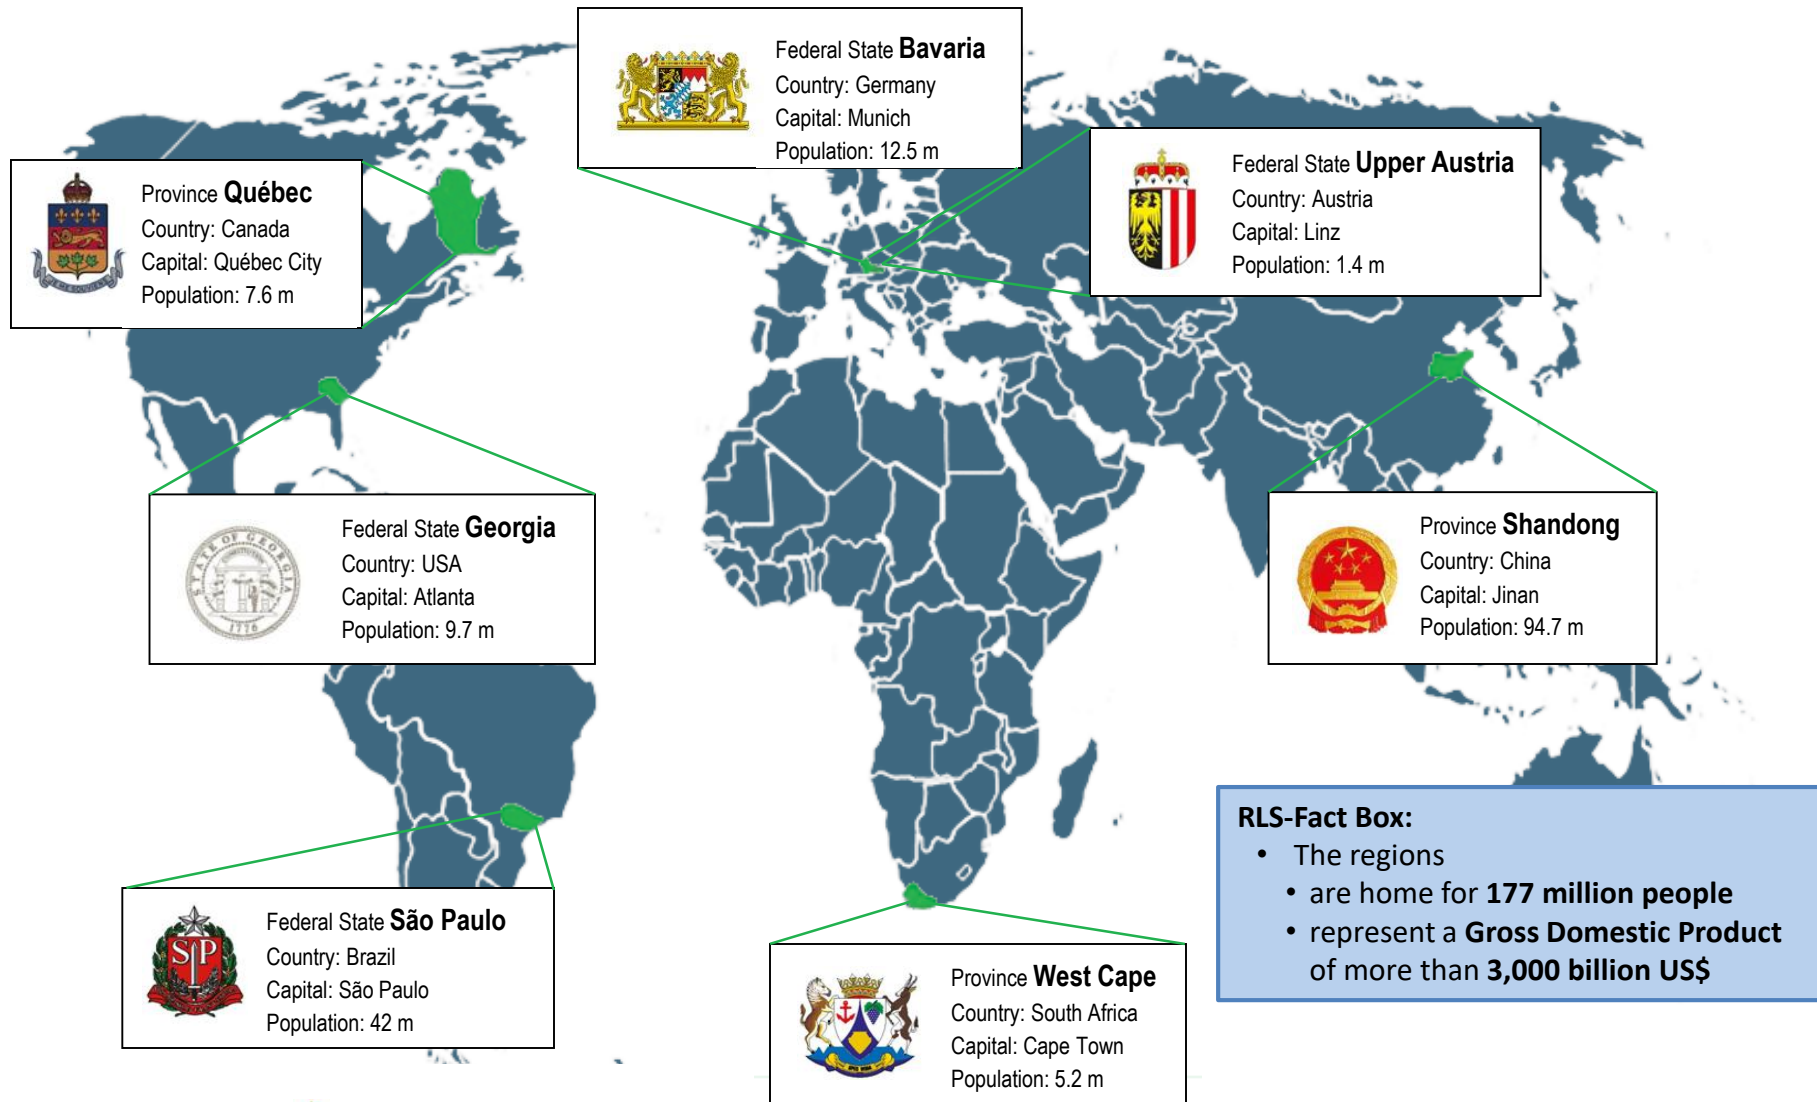 Federal State Bavaria
Country: Germany
Capital: Munich
Population: 12.5 m
Federal State Upper Austria
Country: Austria
Capital: Linz
Population: 1.4 m
Province Québec
Country: Canada
Capital: Québec City
Population: 7.6 m
Federal State Georgia
Country: USA
Capital: Atlanta
Population: 9.7 m
STATE OF GEORGIA
1776
Province Shandong
Country: China
Capital: Jinan
Population: 94.7 m
Federal State São Paulo
Country: Brazil
Capital: São Paulo
Population: 42 m
SP
Province West Cape
Country: South Africa
Capital: Cape Town
Population: 5.2 m
RLS-Fact Box:
• The regions
• are home for 177 million people
• represent a Gross Domestic Product
of more than 3,000 billion US$